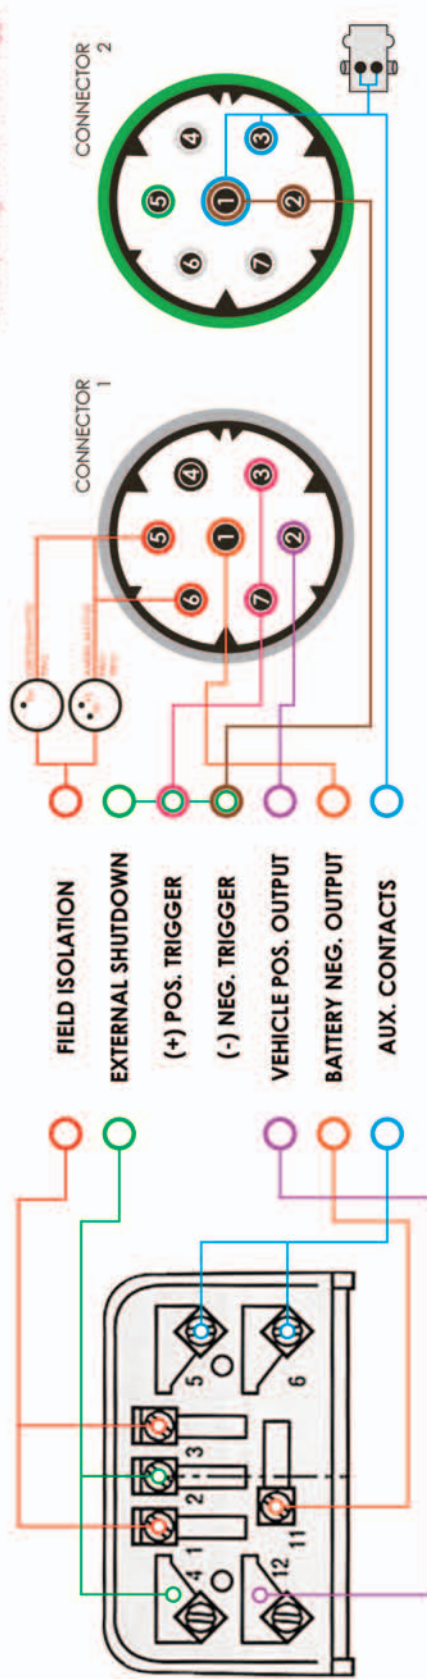 4
1
2
3
5
12
11
6
FIELD ISOLATION
EXTERNAL SHUTDOWN
(+) POS. TRIGGER
(-) NEG. TRIGGER
VEHICLE POS. OUTPUT
BATTERY NEG. OUTPUT
AUX. CONTACTS
CONNECTOR
1
5
6
4
1
7
3
2
CONNECTOR
2
5
6
4
1
7
3
2